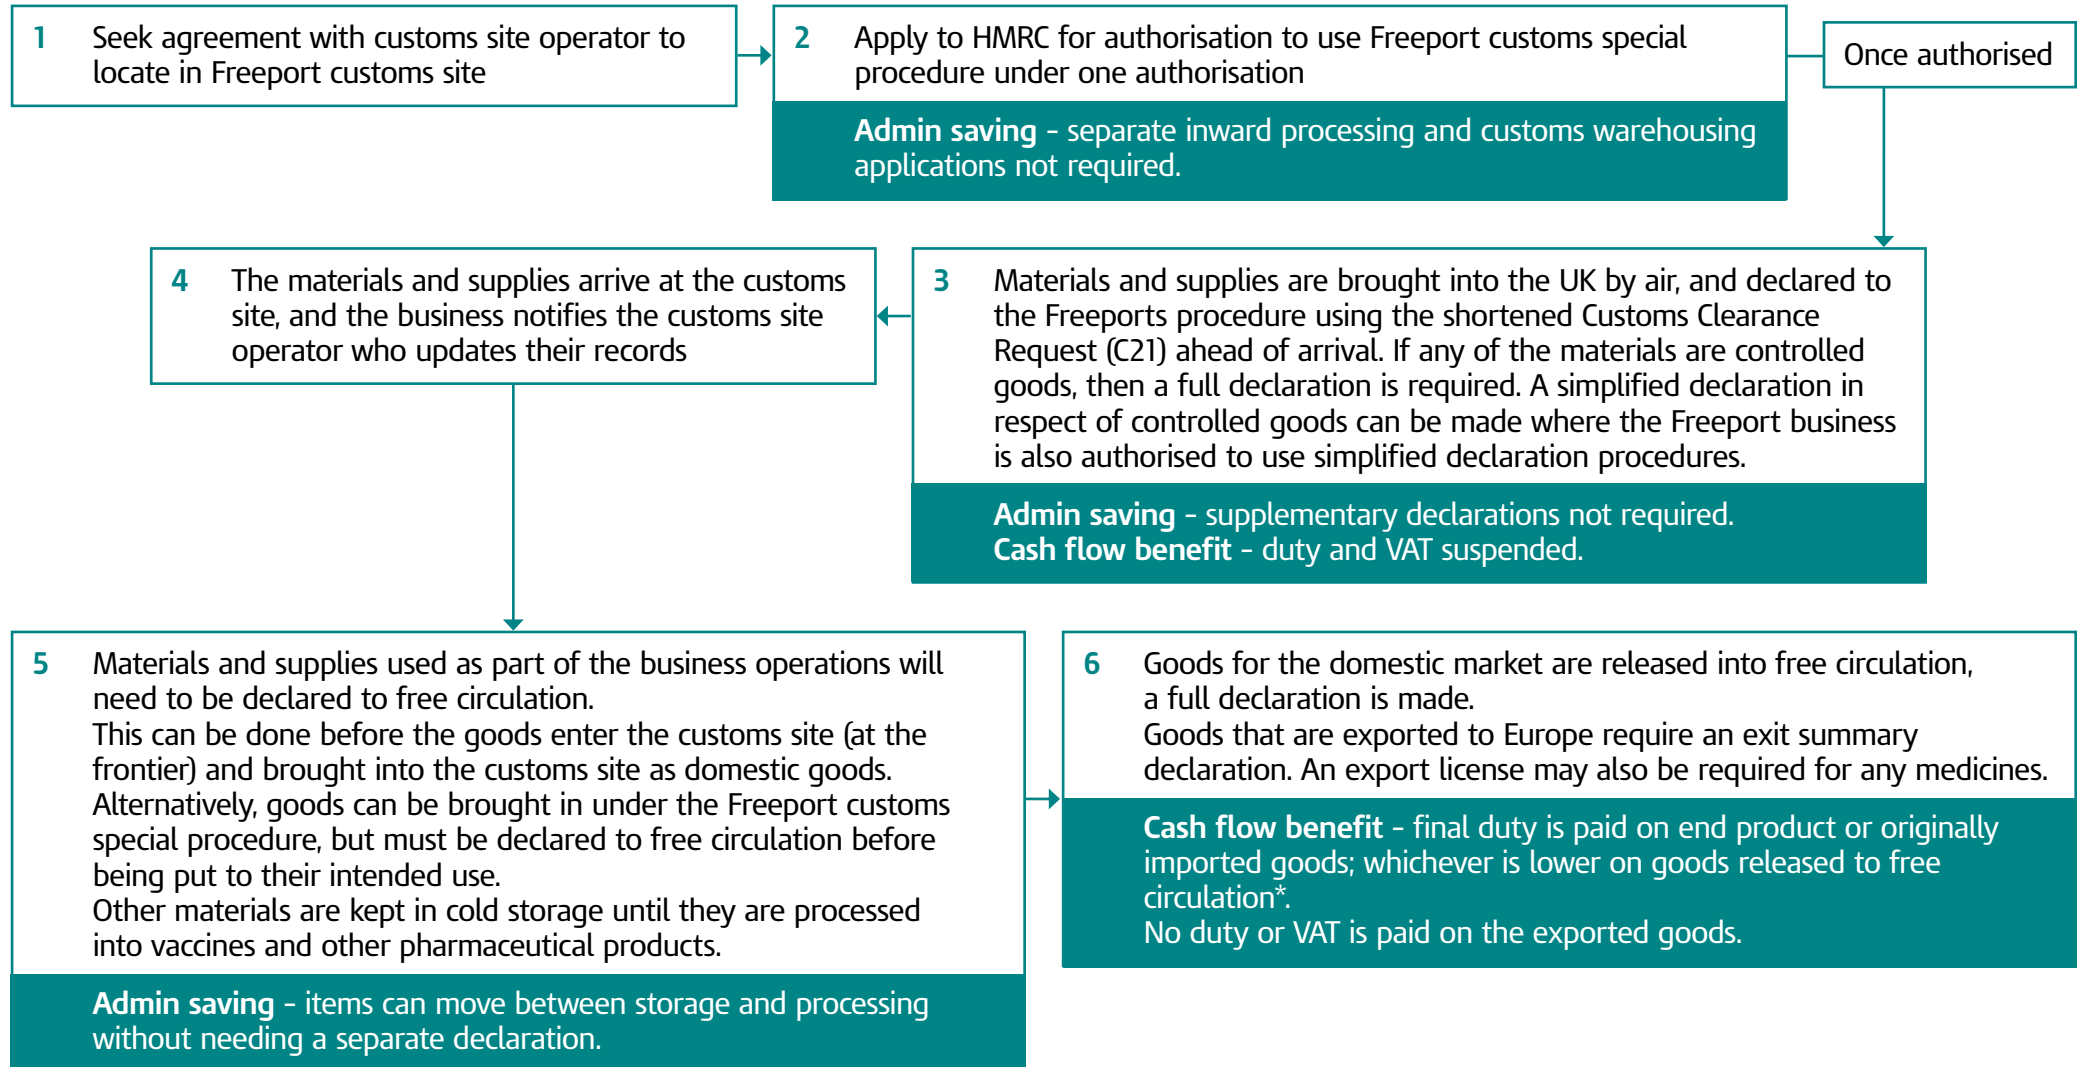 1 Seek agreement with customs site operator to
locate in Freeport customs site
2 Apply to HMRC for authorisation to use Freeport customs special
procedure under one authorisation
Admin saving – separate inward processing and customs warehousing
applications not required.
Once authorised
3 Materials and supplies are brought into the UK by air, and declared to
the Freeports procedure using the shortened Customs Clearance
Request (C21) ahead of arrival. If any of the materials are controlled
goods, then a full declaration is required. A simplified declaration in
respect of controlled goods can be made where the Freeport business
is also authorised to use simplified declaration procedures.
Admin saving – supplementary declarations not required.
Cash flow benefit – duty and VAT suspended.
4 The materials and supplies arrive at the customs
site, and the business notifies the customs site
operator who updates their records
5 Materials and supplies used as part of the business operations will
need to be declared to free circulation.
This can be done before the goods enter the customs site (at the
frontier) and brought into the customs site as domestic goods.
Alternatively, goods can be brought in under the Freeport customs
special procedure, but must be declared to free circulation before
being put to their intended use.
Other materials are kept in cold storage until they are processed
into vaccines and other pharmaceutical products.
Admin saving – items can move between storage and processing
without needing a separate declaration.
6 Goods for the domestic market are released into free circulation,
a full declaration is made.
Goods that are exported to Europe require an exit summary
declaration. An export license may also be required for any medicines.
Cash flow benefit – final duty is paid on end product or originally
imported goods; whichever is lower on goods released to free
circulation*.
No duty or VAT is paid on the exported goods.